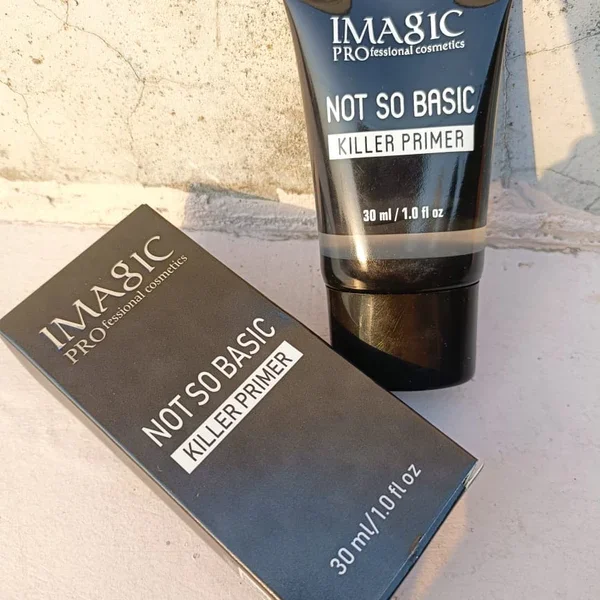 IMAGIC
PROfessional cosmetics
NOT SO BASIC
KILLER PRIMER
30 ml / 1.0 fl oz
IMAGIC
PROfessional cosmetics
NOT SO BASIC
KILLER PRIMER
30 ml/1.0 fl oz